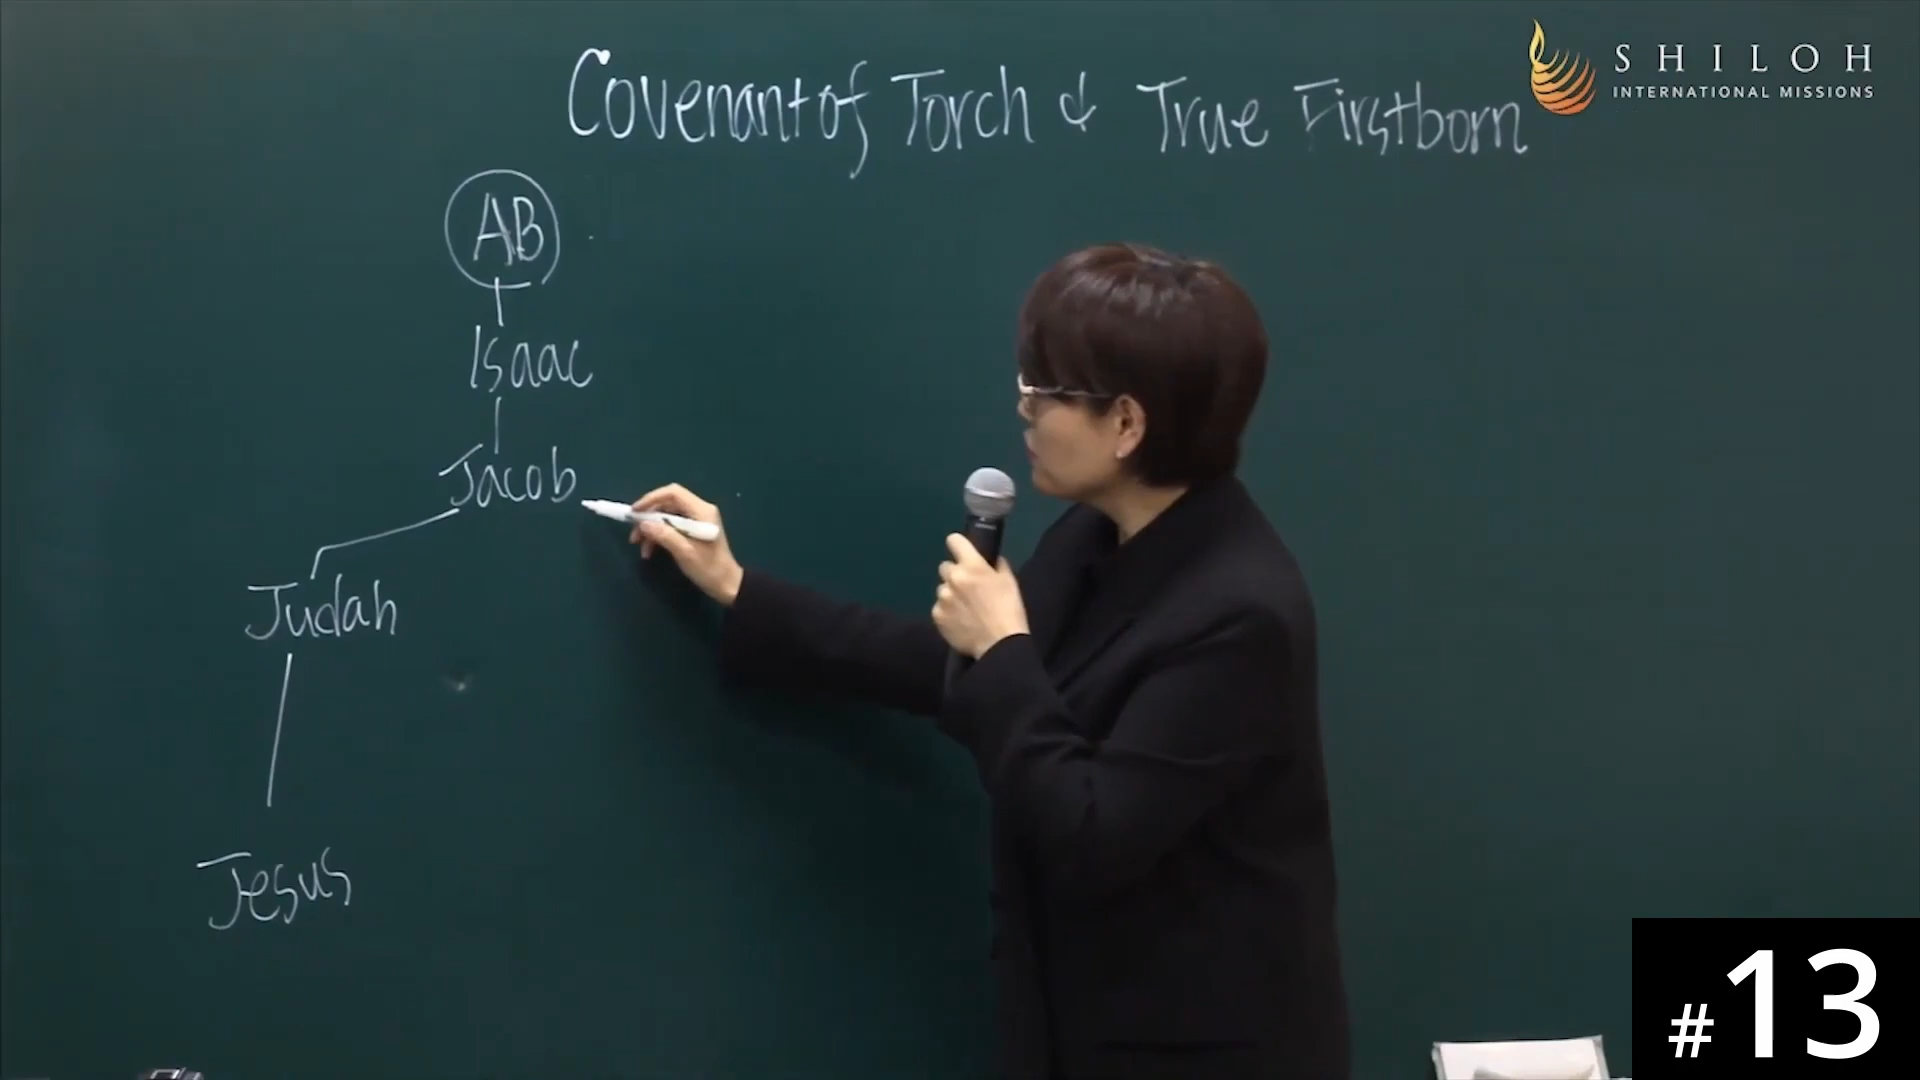 SHILOH
INTERNATIONAL MISSIONS
Covenant of Torch & True Firstborn
AB
Isaac
Jacob
Judah
Jesus
#13